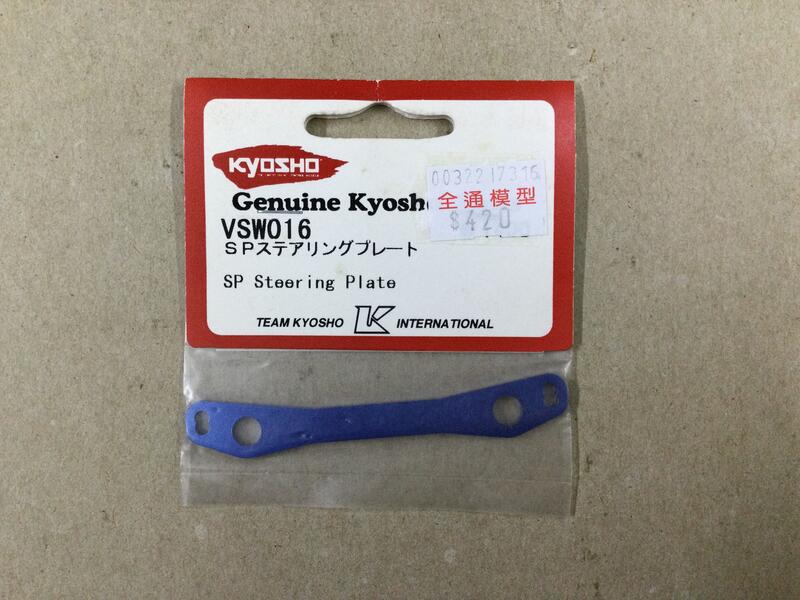 KYOSHO
Genuine Kyosho
0032217316
全通模型
$420
VSW016
SPステアリングプレート
SP Steering Plate
TEAM KYOSHO K INTERNATIONAL